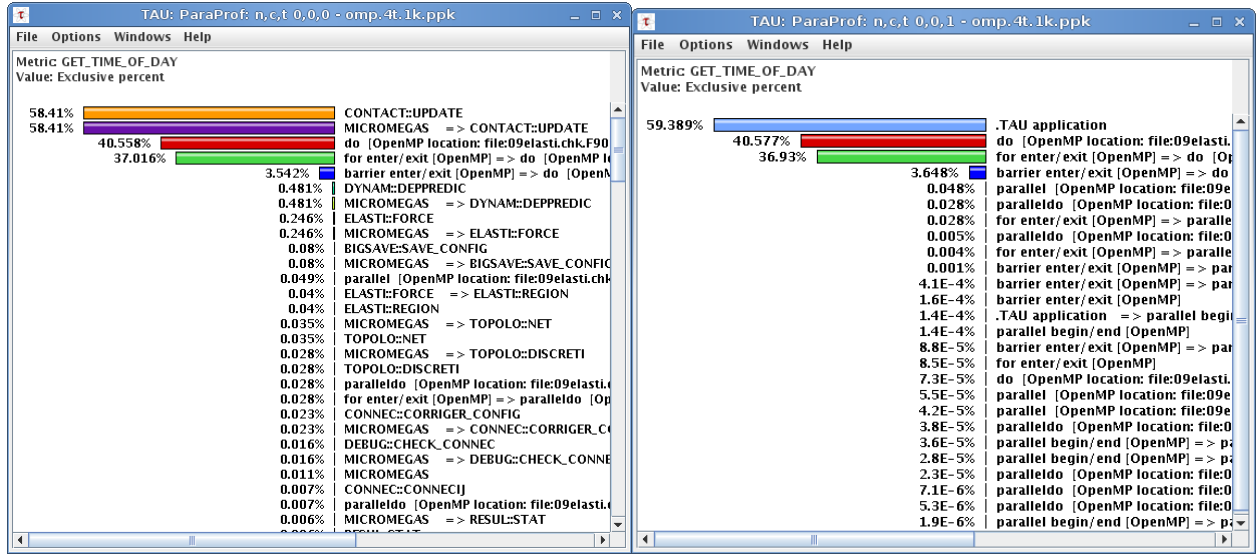 TAU: ParaProf: n,c,t 0,0,0 - omp.4t.1k.ppk
File Options Windows Help
Metric: GET_TIME_OF_DAY
Value: Exclusive percent
58.41% CONTACT::UPDATE
58.41% MICROMEGAS => CONTACT::UPDATE
40.558% do [OpenMP location: file:09elasti.chk.F90
37.016% for enter/exit [OpenMP] => do [OpenMP
3.542% barrier enter/exit [OpenMP] => do [Open
0.481% DYNAM::DEPPREDIC
0.481% MICROMEGAS => DYNAM::DEPPREDIC
0.246% ELASTI::FORCE
0.246% MICROMEGAS => ELASTI::FORCE
0.08% BIGSAVE::SAVE_CONFIG
0.08% MICROMEGAS => BIGSAVE::SAVE_CONFIG
0.049% parallel [OpenMP location: file:09elasti.chk
0.04% ELASTI::FORCE => ELASTI::REGION
0.04% ELASTI::REGION
0.035% MICROMEGAS => TOPOLO::NET
0.035% TOPOLO::NET
0.028% MICROMEGAS => TOPOLO::DISCRETI
0.028% TOPOLO::DISCRETI
0.028% paralleldo [OpenMP location: file:09elasti.
0.028% for enter/exit [OpenMP] => paralleldo [Op
0.023% CONNEC::CORRIGER_CONFIG
0.023% MICROMEGAS => CONNEC::CORRIGER_C
0.016% DEBUG::CHECK_CONNEC
0.016% MICROMEGAS => DEBUG::CHECK_CONNE
0.011% MICROMEGAS
0.007% CONNEC::CONNECIJ
0.007% paralleldo [OpenMP location: file:09elasti.
0.006% MICROMEGAS => RESUL::STAT
TAU: ParaProf: n,c,t 0,0,1 - omp.4t.1k.ppk
File Options Windows Help
Metric: GET_TIME_OF_DAY
Value: Exclusive percent
59.389% .TAU application
40.577% do [OpenMP location: file:09elasti.
36.93% for enter/exit [OpenMP] => do [Op
3.648% barrier enter/exit [OpenMP] => do
0.048% parallel [OpenMP location: file:09e
0.028% paralleldo [OpenMP location: file:0
0.028% for enter/exit [OpenMP] => paralle
0.005% paralleldo [OpenMP location: file:0
0.004% for enter/exit [OpenMP] => paralle
0.001% barrier enter/exit [OpenMP] => par
4.1E-4% barrier enter/exit [OpenMP] => par
1.6E-4% barrier enter/exit [OpenMP]
1.4E-4% .TAU application => parallel begi
1.4E-4% parallel begin/end [OpenMP]
8.8E-5% barrier enter/exit [OpenMP] => par
8.5E-5% for enter/exit [OpenMP]
7.3E-5% do [OpenMP location: file:09elasti.
5.5E-5% parallel [OpenMP location: file:09e
4.2E-5% parallel [OpenMP location: file:09e
3.8E-5% paralleldo [OpenMP location: file:0
3.6E-5% parallel begin/end [OpenMP] => pa
2.8E-5% parallel begin/end [OpenMP] => pa
2.3E-5% paralleldo [OpenMP location: file:0
7.1E-6% paralleldo [OpenMP location: file:0
5.3E-6% paralleldo [OpenMP location: file:0
1.9E-6% parallel begin/end [OpenMP] => pa